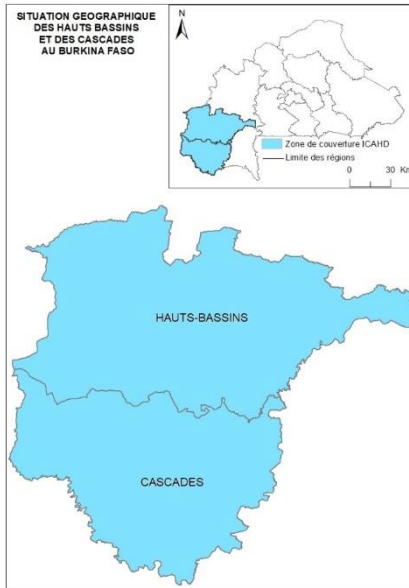 SITUATION GEOGRAPHIQUE
DES HAUTS BASSINS
ET DES CASCADES
AU BURKINA FASO
N
Zone de couverture ICAHD
Limite des régions
0 30 Km
HAUTS-BASSINS
CASCADES